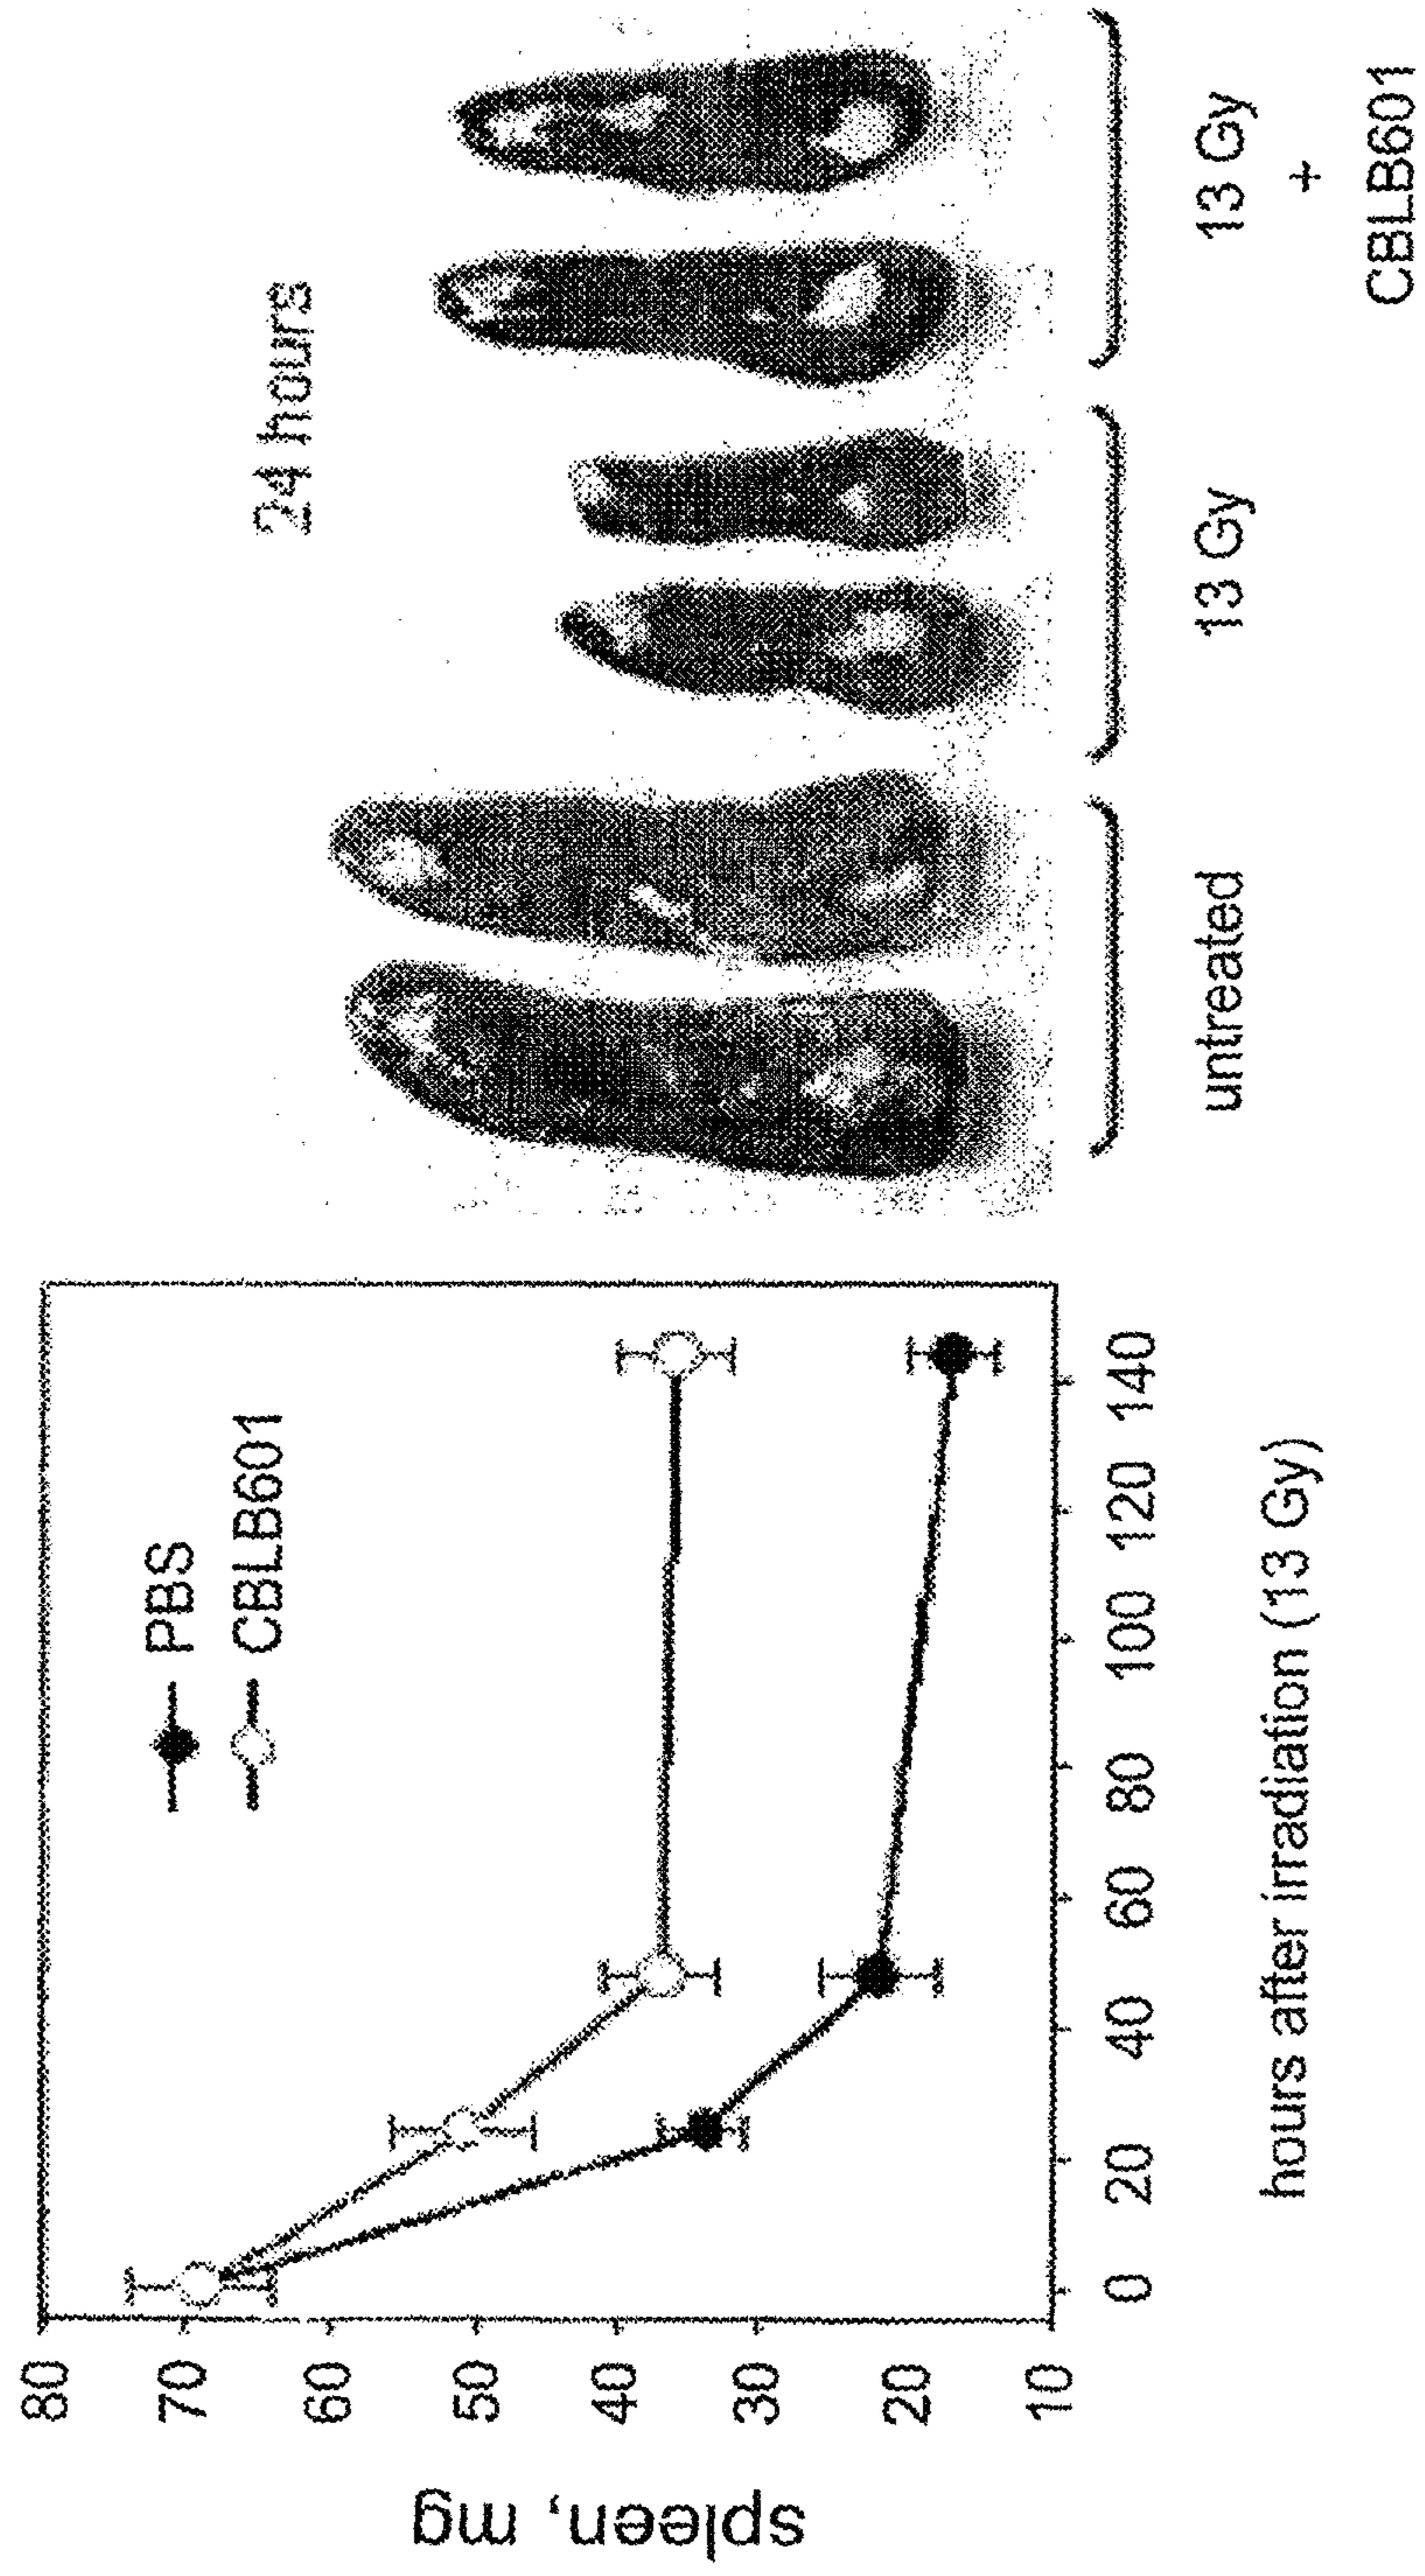 spleen, mg
80
70
60
50
40
30
20
10
PBS
CBLB601
0 20 40 60 80 100 120 140
hours after irradiation (13 Gy)
24 hours
untreated
13 Gy
13 Gy
+
CBLB601